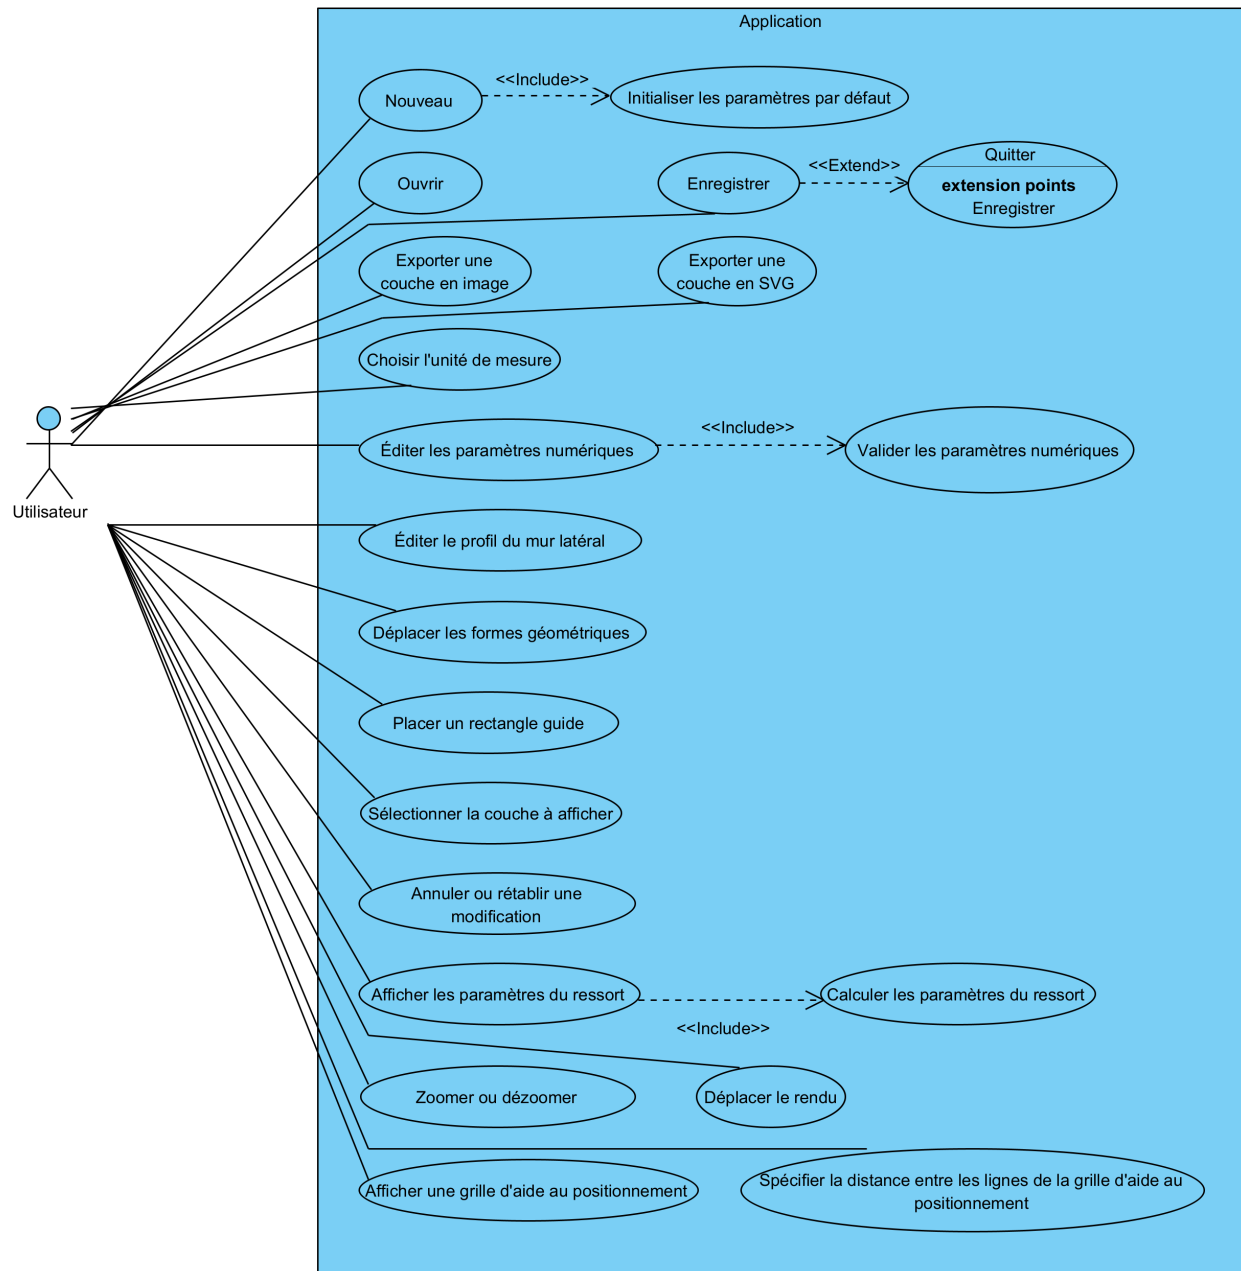 Application
Nouveau
<<Include>>
Initialiser les paramètres par défaut
Ouvrir
Enregistrer
<<Extend>>
Quitter
extension points
Enregistrer
Exporter une
couche en image
Exporter une
couche en SVG
Choisir l'unité de mesure
Utilisateur
Éditer les paramètres numériques
<<Include>>
Valider les paramètres numériques
Éditer le profil du mur latéral
Déplacer les formes géométriques
Placer un rectangle guide
Sélectionner la couche à afficher
Annuler ou rétablir une
modification
Afficher les paramètres du ressort
<<Include>>
Calculer les paramètres du ressort
Zoomer ou dézoomer
Déplacer le rendu
Afficher une grille d'aide au positionnement
Spécifier la distance entre les lignes de la grille d'aide au
positionnement